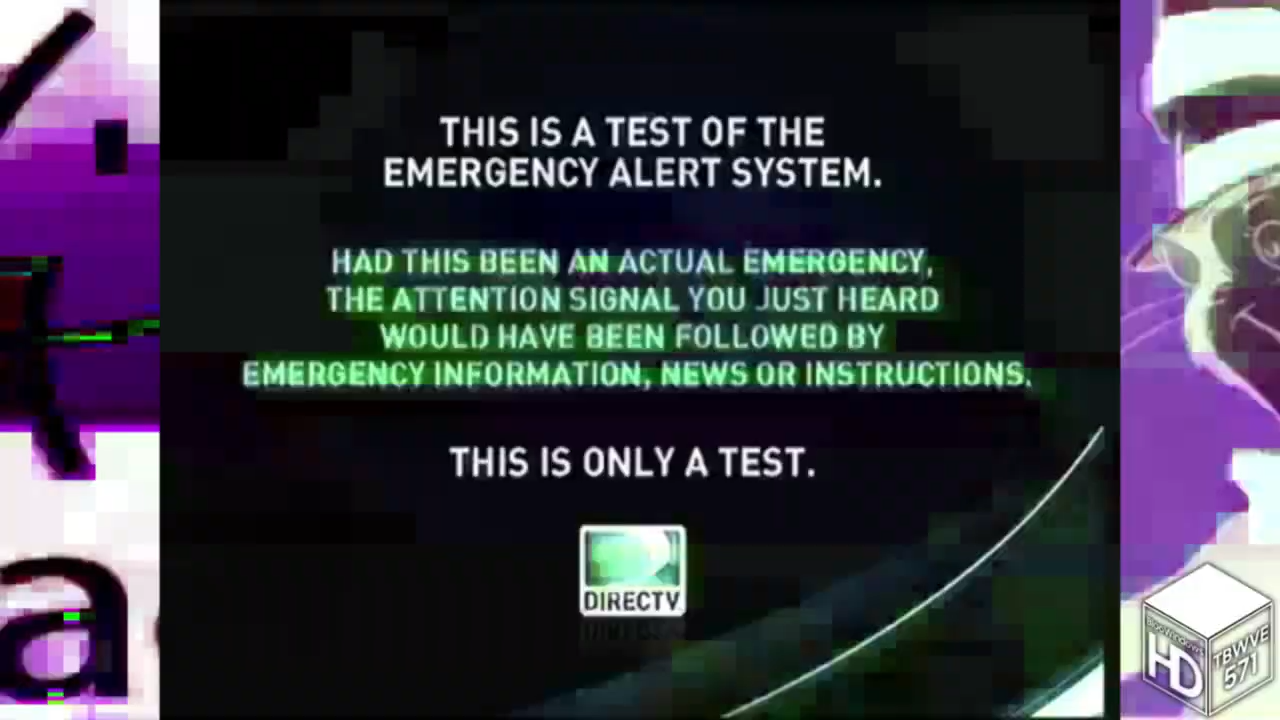 THIS IS A TEST OF THE
EMERGENCY ALERT SYSTEM.
HAD THIS BEEN AN ACTUAL EMERGENCY,
THE ATTENTION SIGNAL YOU JUST HEARD
WOULD HAVE BEEN FOLLOWED BY
EMERGENCY INFORMATION, NEWS OR INSTRUCTIONS.
THIS IS ONLY A TEST.
DIRECTV
a
HD
TBWVE
571